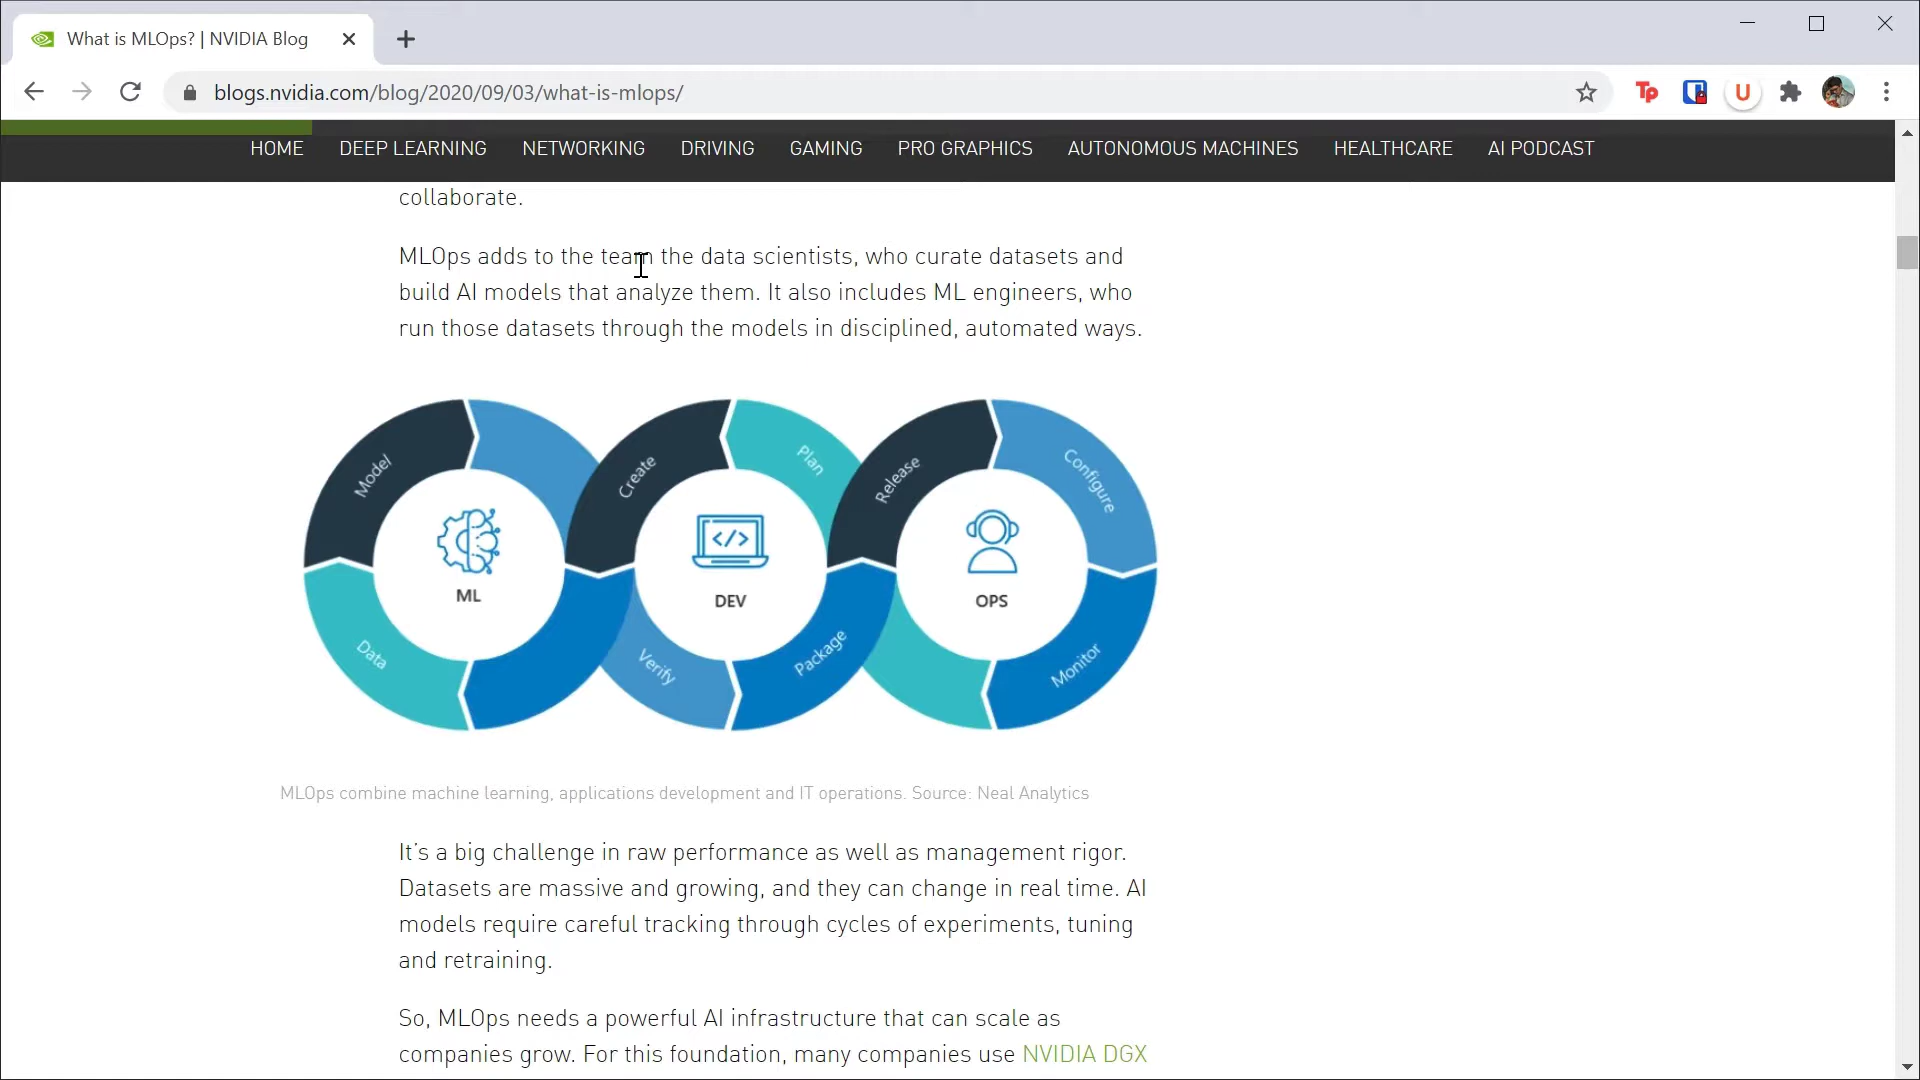 What is MLOps? | NVIDIA Blog
blogs.nvidia.com/blog/2020/09/03/what-is-mlops/
Tp
U
HOME DEEP LEARNING NETWORKING DRIVING GAMING PRO GRAPHICS AUTONOMOUS MACHINES HEALTHCARE AI PODCAST
collaborate.
MLOps adds to the team the data scientists, who curate datasets and
build AI models that analyze them. It also includes ML engineers, who
run those datasets through the models in disciplined, automated ways.
Model
Create
Plan
Release
Configure
</>
ML
DEV
OPS
Data
Verify
Package
Monitor
MLOps combine machine learning, applications development and IT operations. Source: Neal Analytics
It’s a big challenge in raw performance as well as management rigor.
Datasets are massive and growing, and they can change in real time. AI
models require careful tracking through cycles of experiments, tuning
and retraining.
So, MLOps needs a powerful AI infrastructure that can scale as
companies grow. For this foundation, many companies use NVIDIA DGX